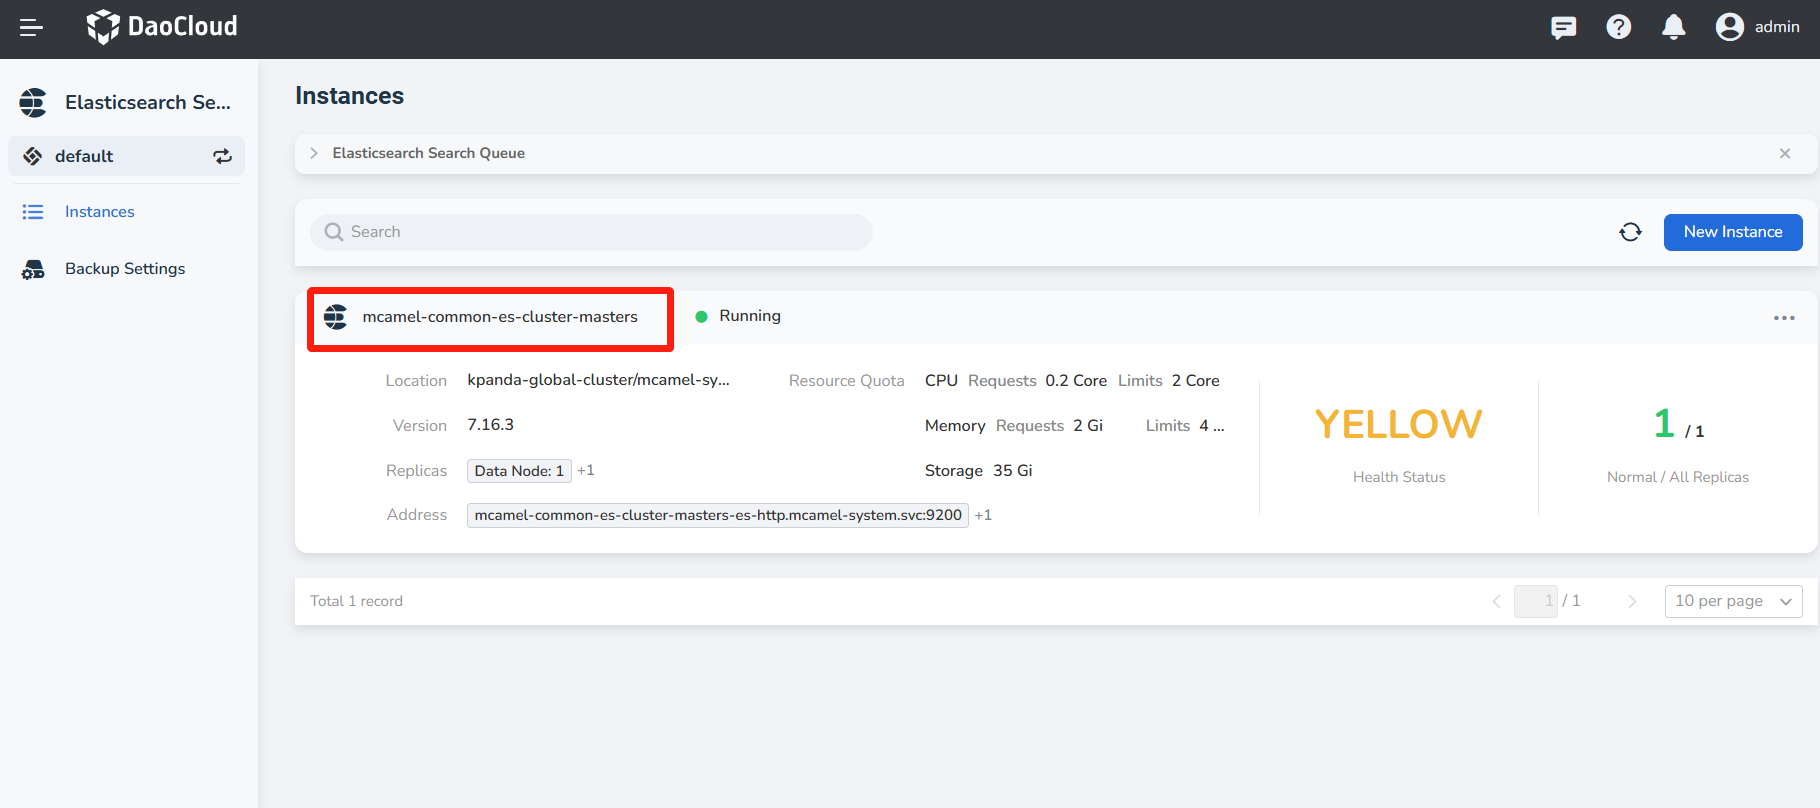 DaoCloud
admin
Elasticsearch Se...
default
Instances
Backup Settings
Instances
Elasticsearch Search Queue
Search
New Instance
mcamel-common-es-cluster-masters
Running
Location kpanda-global-cluster/mcamel-sy...
Version 7.16.3
Replicas Data Node: 1 +1
Address mcamel-common-es-cluster-masters-es-http.mcamel-system.svc:9200 +1
Resource Quota CPU Requests 0.2 Core Limits 2 Core
Memory Requests 2 Gi Limits 4 ...
Storage 35 Gi
YELLOW
Health Status
1 / 1
Normal / All Replicas
Total 1 record
1 / 1
10 per page